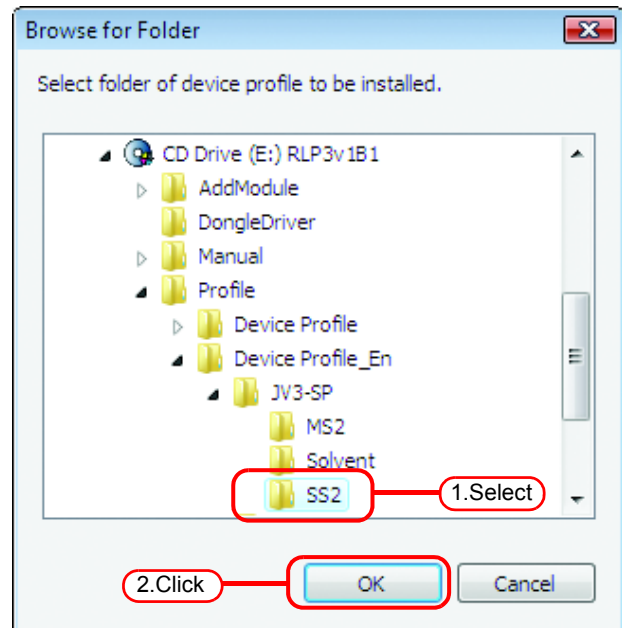 Browse for Folder
Select folder of device profile to be installed.
CD Drive (E:) RLP3v1B1
AddModule
DongleDriver
Manual
Profile
Device Profile
Device Profile_En
JV3-SP
MS2
Solvent
SS2
1.Select
2.Click
OK
Cancel